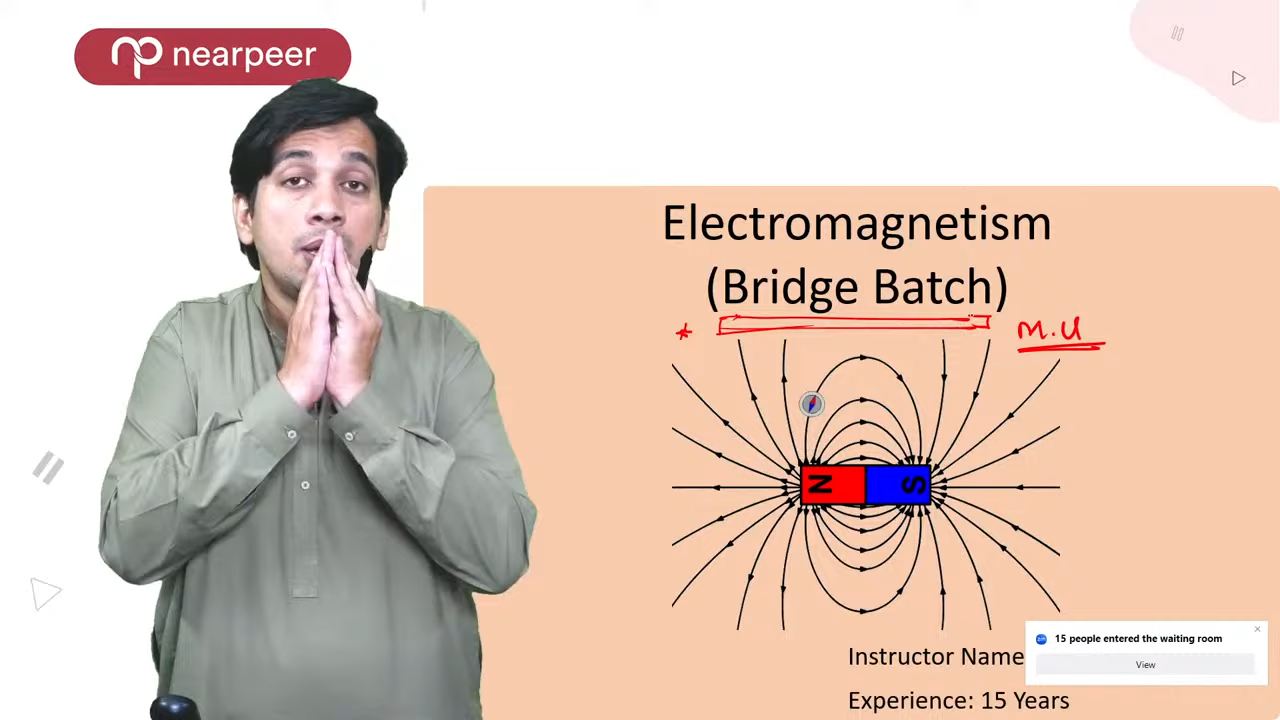 nearpeer
Electromagnetism
(Bridge Batch)
* M.U
N S
Instructor Name
Experience: 15 Years
15 people entered the waiting room
View